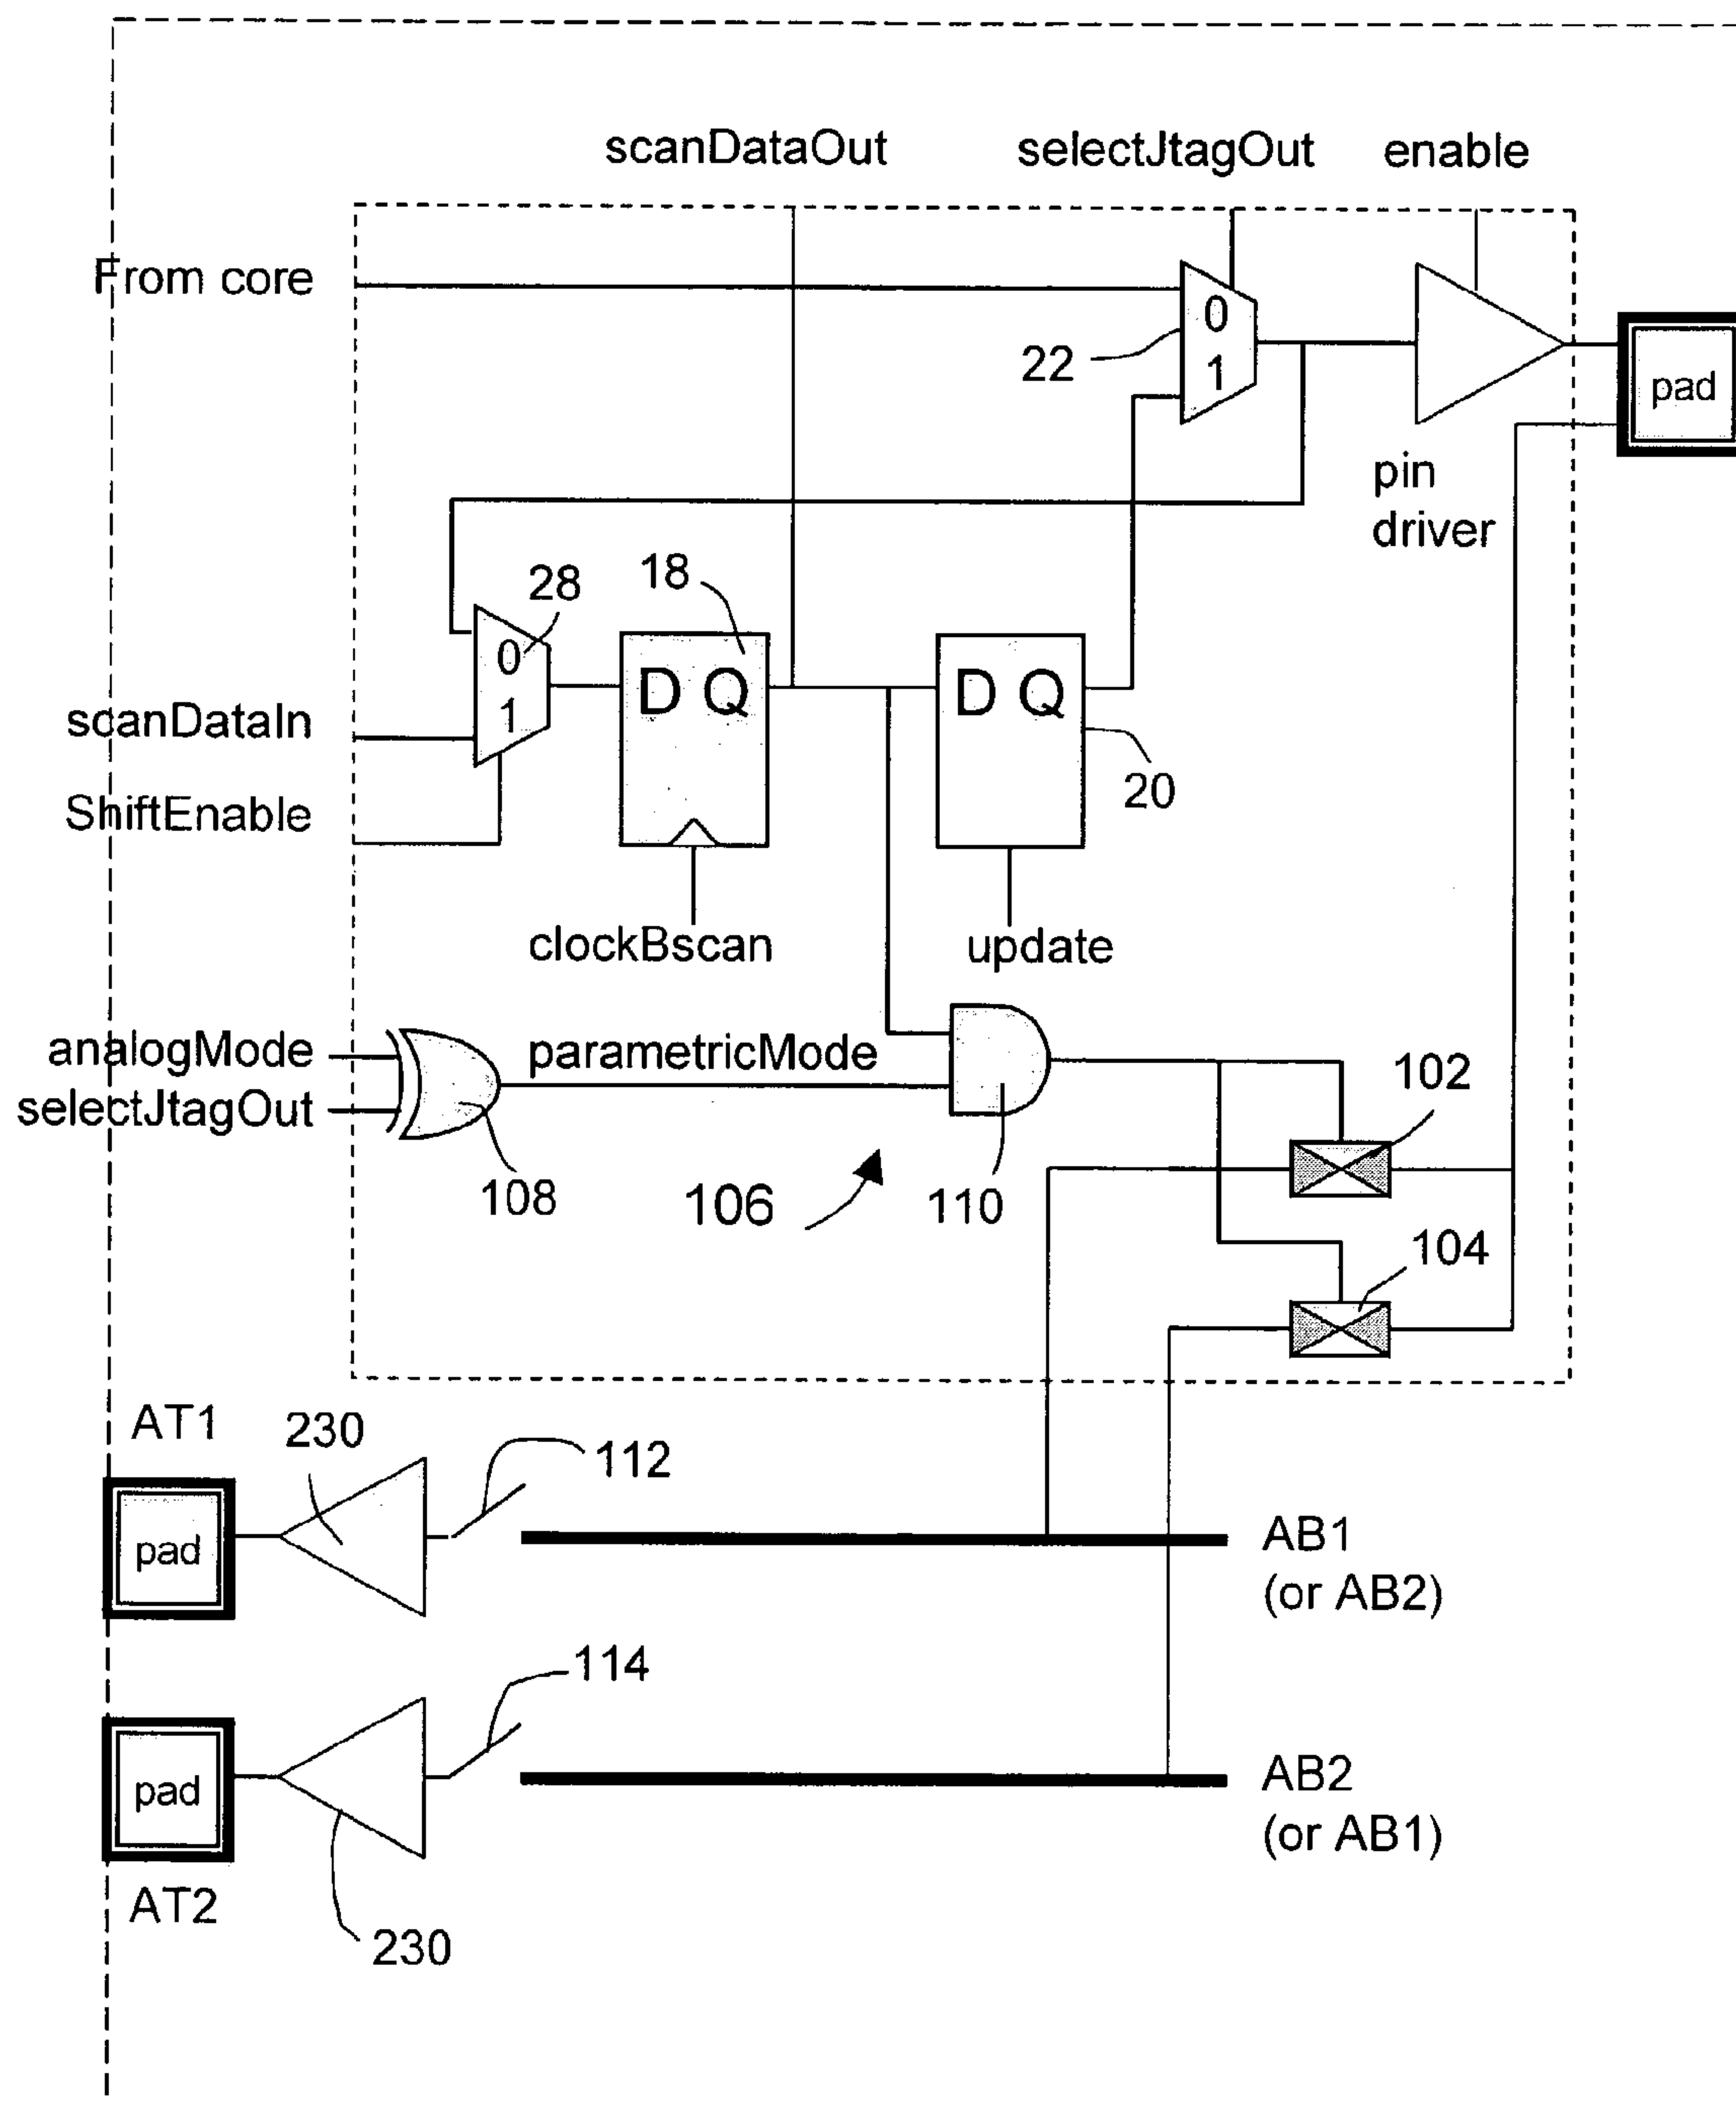 scanDataOut
selectJtagOut
enable
From core
0
1
22
pad
pin
driver
28
18
0
1
D Q
D Q
scanDataIn
20
ShiftEnable
clockBscan
update
analogMode
parametricMode
selectJtagOut
102
108
106
110
104
AT1
230
112
pad
AB1
(or AB2)
114
pad
AB2
(or AB1)
AT2
230